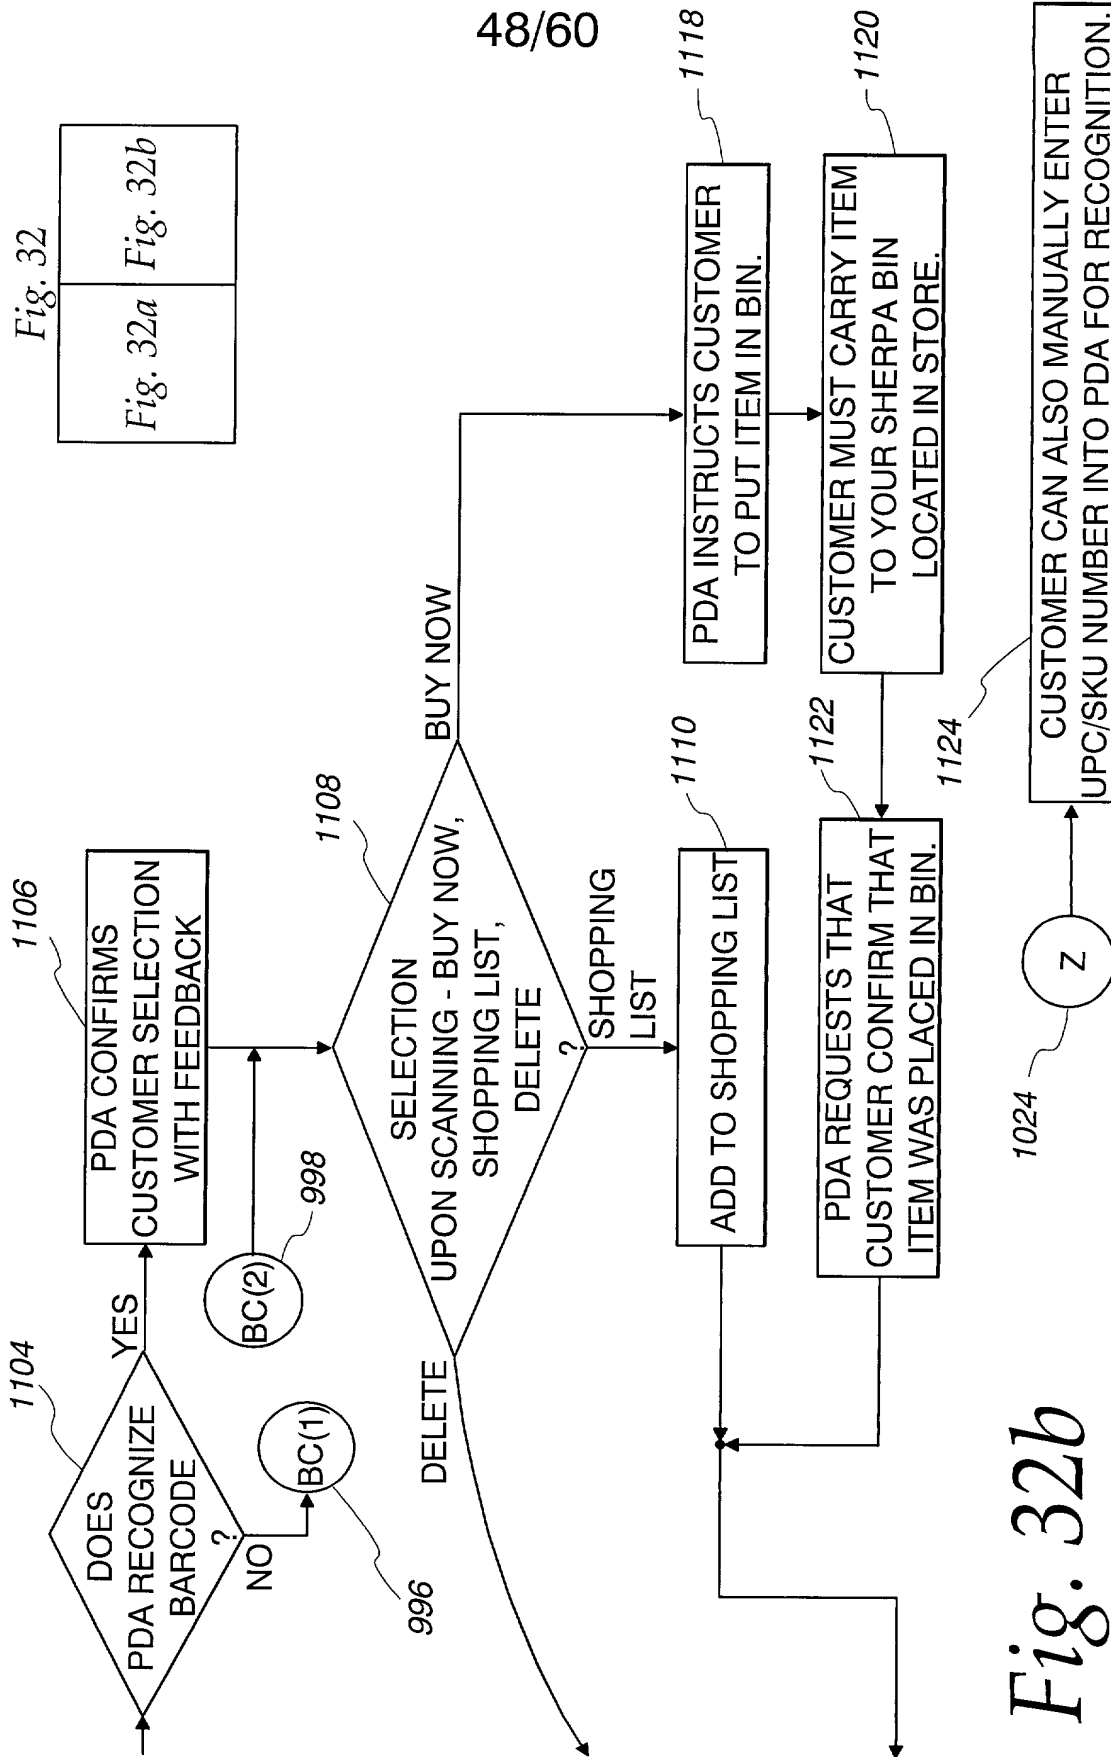 48/60
Fig. 32
Fig. 32a
Fig. 32b
1104
DOES
PDA RECOGNIZE
BARCODE
?
YES
NO
BC(1)
996
1106
PDA CONFIRMS
CUSTOMER SELECTION
WITH FEEDBACK
BC(2)
998
1108
SELECTION
UPON SCANNING - BUY NOW,
SHOPPING LIST,
DELETE
?
DELETE
BUY NOW
SHOPPING
LIST
1110
ADD TO SHOPPING LIST
1118
PDA INSTRUCTS CUSTOMER
TO PUT ITEM IN BIN.
1120
CUSTOMER MUST CARRY ITEM
TO YOUR SHERPA BIN
LOCATED IN STORE.
1122
PDA REQUESTS THAT
CUSTOMER CONFIRM THAT
ITEM WAS PLACED IN BIN.
1024
Z
1124
CUSTOMER CAN ALSO MANUALLY ENTER
UPC/SKU NUMBER INTO PDA FOR RECOGNITION.
Fig. 32b